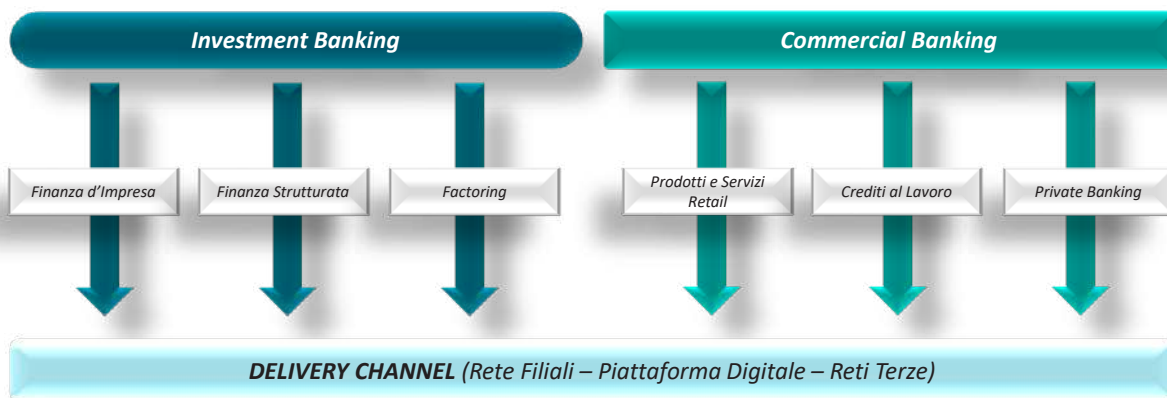 Investment Banking
Commercial Banking
Finanza d'Impresa
Finanza Strutturata
Factoring
Prodotti e Servizi
Retail
Crediti al Lavoro
Private Banking
DELIVERY CHANNEL (Rete Filiali – Piattaforma Digitale – Reti Terze)